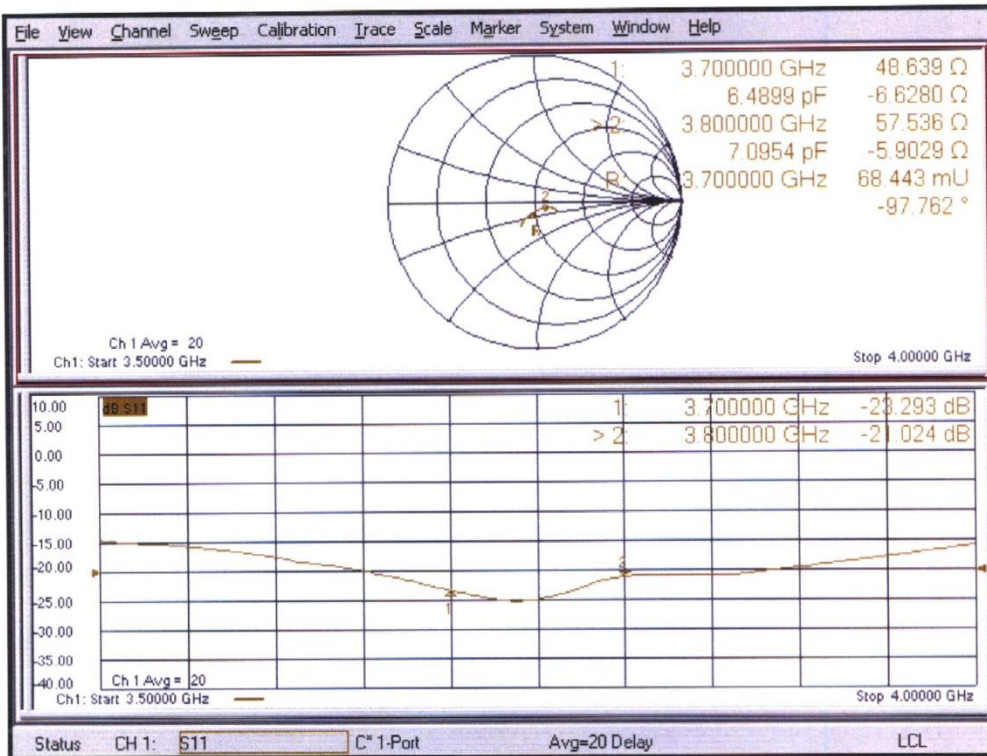 File View Channel Sweep Calibration Trace Scale Marker System Window Help
1: 3.700000 GHz 48.639 Ω
6.4899 pF -6.6280 Ω
> 2: 3.800000 GHz 57.536 Ω
7.0954 pF -5.9029 Ω
R: 3.700000 GHz 68.443 mU
-97.762 °
2
1
R
Ch 1 Avg = 20
Ch1: Start 3.50000 GHz
Stop 4.00000 GHz
10.00
dB S11
1: 3.700000 GHz -23.293 dB
5.00
> 2: 3.800000 GHz -21.024 dB
0.00
-5.00
-10.00
-15.00
2
-20.00
-25.00
1
-30.00
-35.00
-40.00
Ch 1 Avg = 20
Ch1: Start 3.50000 GHz
Stop 4.00000 GHz
Status CH 1: S11 C* 1-Port Avg=20 Delay LCL